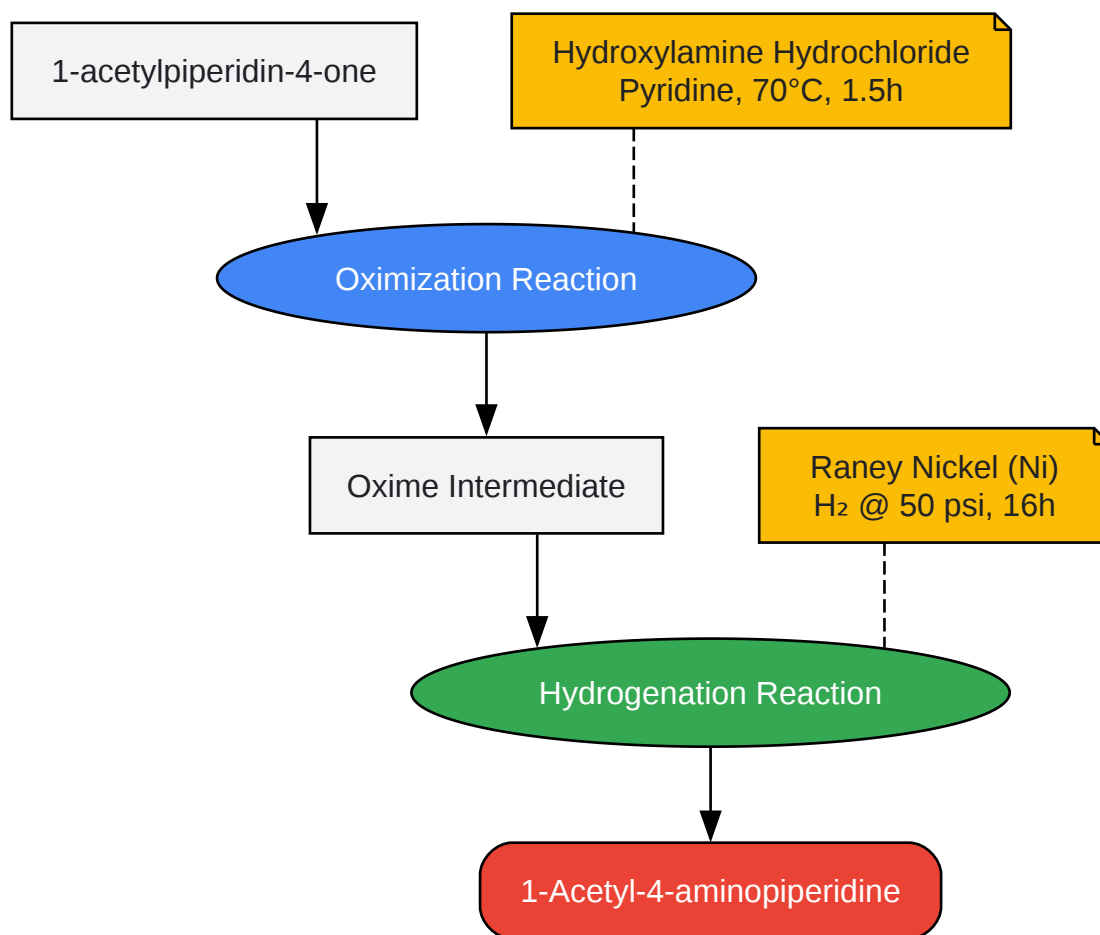 1-acetylpiperidin-4-one
Hydroxylamine Hydrochloride
Pyridine, 70°C, 1.5h
Oximization Reaction
Oxime Intermediate
Raney Nickel (Ni)
H₂ @ 50 psi, 16h
Hydrogenation Reaction
1-Acetyl-4-aminopiperidine